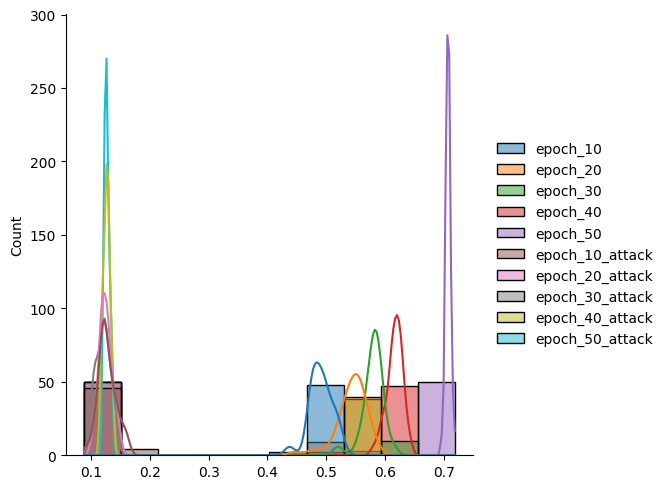 300
250
200
150
100
50
0
Count
0.1 0.2 0.3 0.4 0.5 0.6 0.7
epoch_10
epoch_20
epoch_30
epoch_40
epoch_50
epoch_10_attack
epoch_20_attack
epoch_30_attack
epoch_40_attack
epoch_50_attack